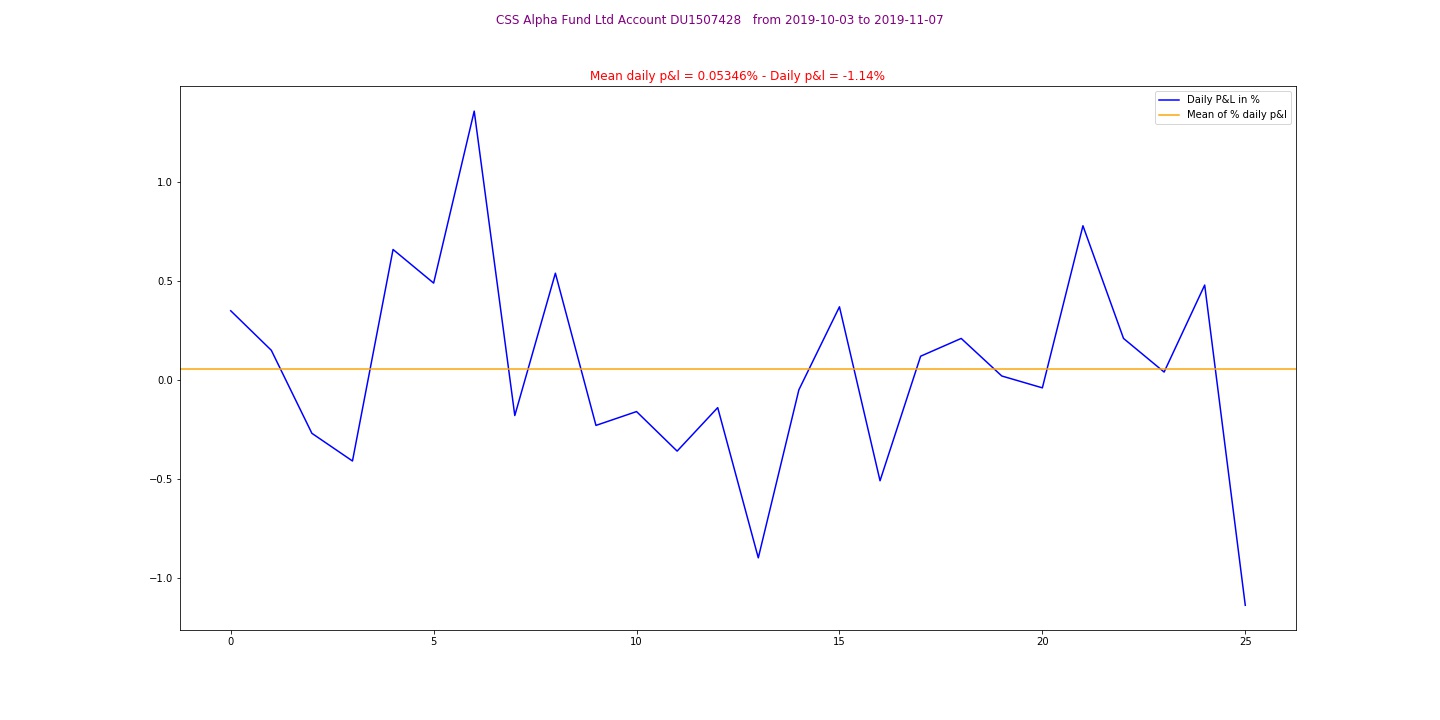 CSS Alpha Fund Ltd Account DU1507428   from 2019-10-03 to 2019-11-07
Mean daily p&l = 0.05346% - Daily p&l = -1.14%
Daily P&L in %
Mean of % daily p&l
1.0
0.5
0.0
−0.5
−1.0
0 5 10 15 20 25